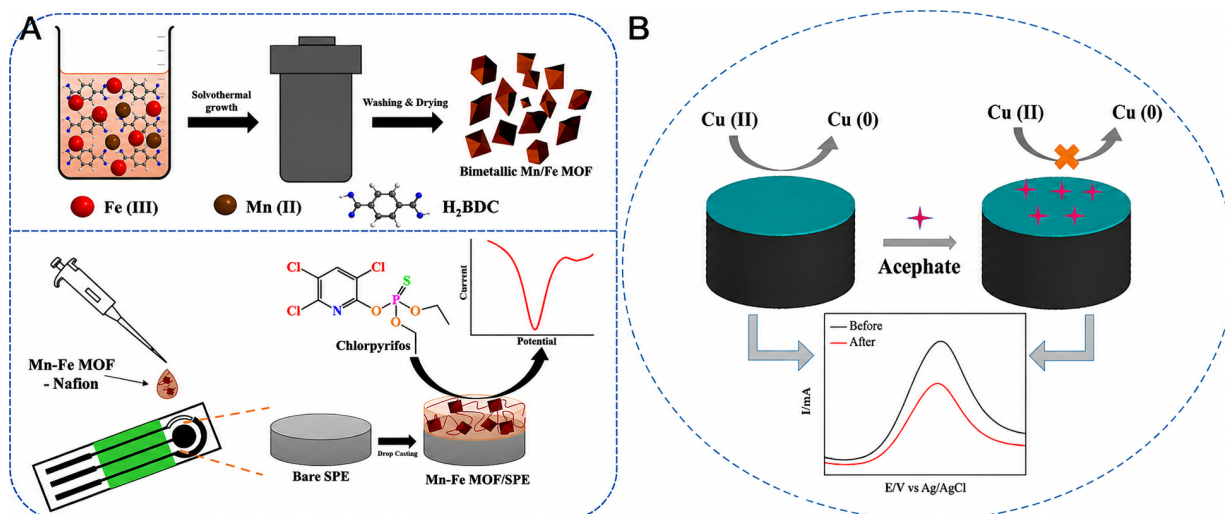 A
Solvothermal
growth
Washing & Drying
Bimetallic Mn/Fe MOF
Fe (III)
Mn (II)
H₂BDC
Mn-Fe MOF
- Nafion
Cl
Cl
Cl
N
O
P
S
O
O
Chlorpyrifos
Current
Potential
Bare SPE
Drop Casting
Mn-Fe MOF/SPE
B
Cu (II)
Cu (0)
Cu (II)
Cu (0)
Acephate
Before
After
I/mA
E/V vs Ag/AgCl